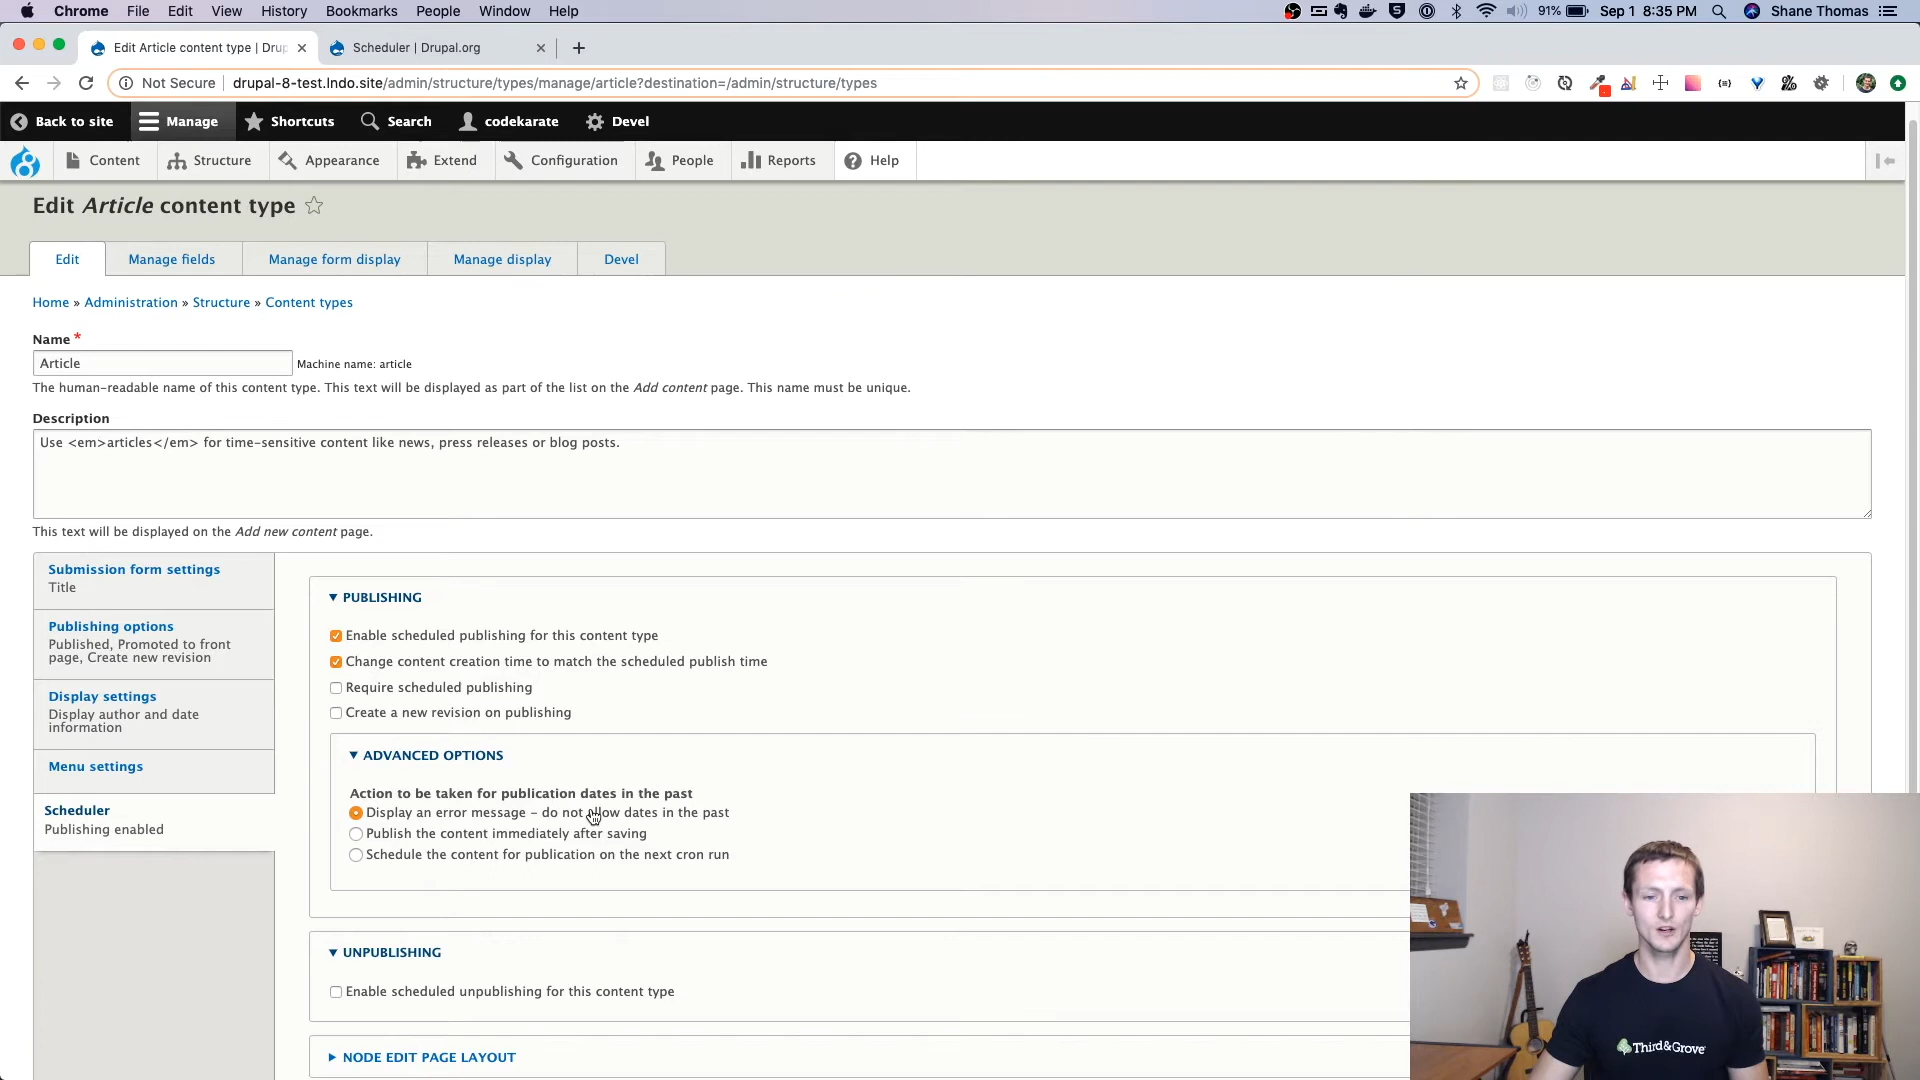 Chrome File Edit View History Bookmarks People Window Help 91% Sep 1 8:35 PM Shane Thomas
Edit Article content type | Drup Scheduler | Drupal.org
Not Secure drupal-8-test.lndo.site/admin/structure/types/manage/article?destination=/admin/structure/types
Back to site Manage Shortcuts Search codekarate Devel
Content Structure Appearance Extend Configuration People Reports Help
Edit Article content type
Edit Manage fields Manage form display Manage display Devel
Home » Administration » Structure » Content types
Name *
Article Machine name: article
The human-readable name of this content type. This text will be displayed as part of the list on the Add content page. This name must be unique.
Description
Use <em>articles</em> for time-sensitive content like news, press releases or blog posts.
This text will be displayed on the Add new content page.
Submission form settings
Title
Publishing options
Published, Promoted to front
page, Create new revision
Display settings
Display author and date
information
Menu settings
Scheduler
Publishing enabled
PUBLISHING
Enable scheduled publishing for this content type
Change content creation time to match the scheduled publish time
Require scheduled publishing
Create a new revision on publishing
ADVANCED OPTIONS
Action to be taken for publication dates in the past
Display an error message – do not allow dates in the past
Publish the content immediately after saving
Schedule the content for publication on the next cron run
UNPUBLISHING
Enable scheduled unpublishing for this content type
NODE EDIT PAGE LAYOUT
Third&Grove